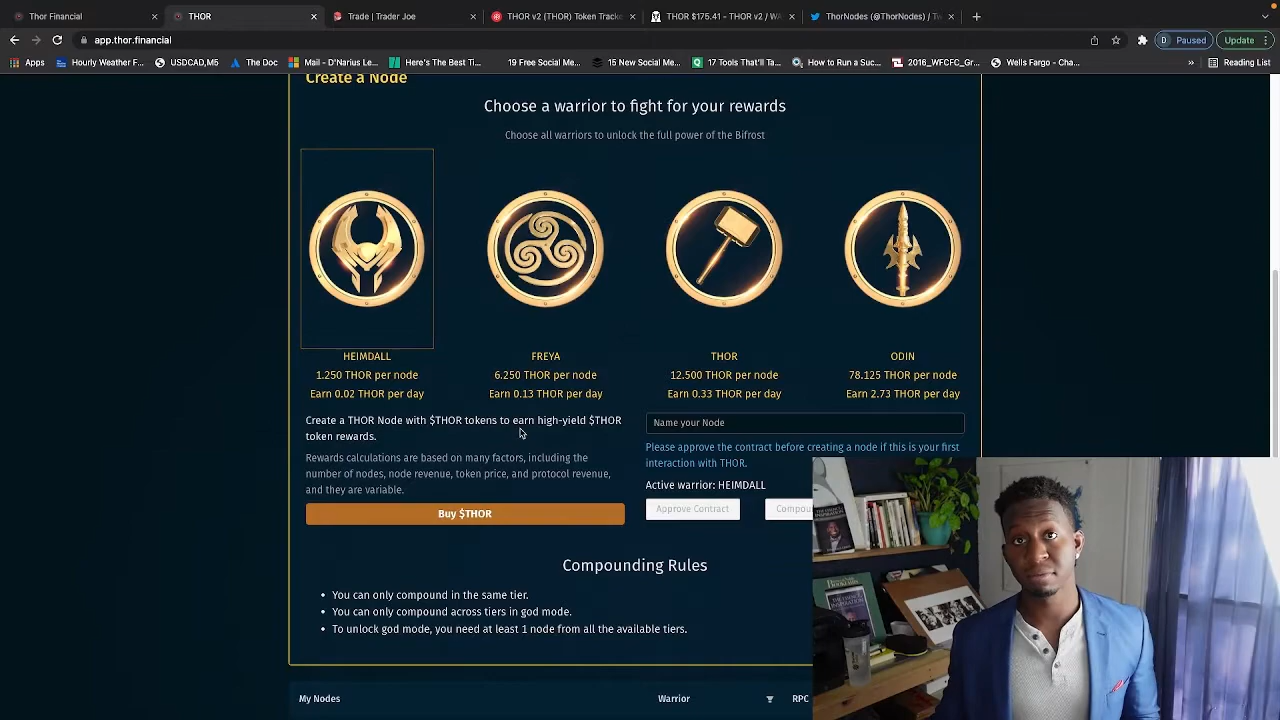 Thor Financial
THOR
Trade | Trader Joe
THOR v2 (THOR) Token Track
THOR $175.41 – THOR v2 / WA
ThorNodes (@ThorNodes) / Tw
app.thor.financial
D Paused
Update
Apps
Hourly Weather F...
USDCAD,M5
The Doc
Mail - D'Narius Le...
Here's The Best Ti...
19 Free Social Me...
15 New Social Me...
17 Tools That'll Ta...
How to Run a Suc...
2016_WFCFC_Gr...
Wells Fargo - Cha...
»
Reading List
Create a Node
Choose a warrior to fight for your rewards
Choose all warriors to unlock the full power of the Bifrost
HEIMDALL
1.250 THOR per node
Earn 0.02 THOR per day
FREYA
6.250 THOR per node
Earn 0.13 THOR per day
THOR
12.500 THOR per node
Earn 0.33 THOR per day
ODIN
78.125 THOR per node
Earn 2.73 THOR per day
Create a THOR Node with $THOR tokens to earn high-yield $THOR
token rewards.
Rewards calculations are based on many factors, including the
number of nodes, node revenue, token price, and protocol revenue,
and they are variable.
Buy $THOR
Name your Node
Please approve the contract before creating a node if this is your first
interaction with THOR.
Active warrior: HEIMDALL
Approve Contract
Compou
Compounding Rules
• You can only compound in the same tier.
• You can only compound across tiers in god mode.
• To unlock god mode, you need at least 1 node from all the available tiers.
My Nodes
Warrior
RPC